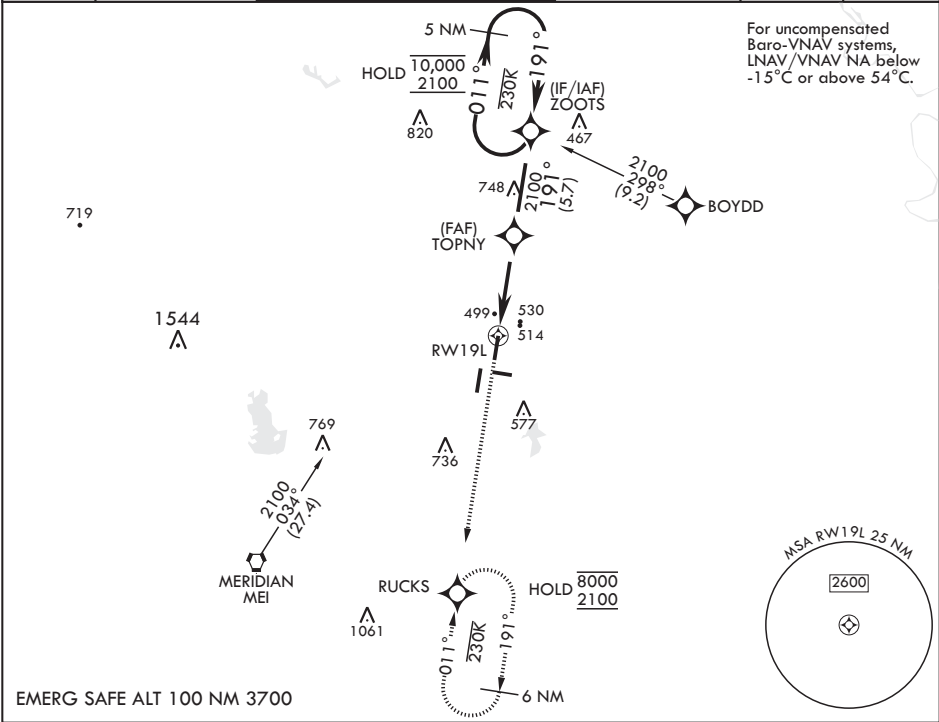 5 NM
HOLD 10,000
2100
011°
230K
191°
(IF/IAF)
ZOOTS
820
467
For uncompensated
Baro-VNAV systems,
LNAV/VNAV NA below
-15°C or above 54°C.
748
2100
191°
(5.7)
2100
298°
(9.2)
BOYDD
719
(FAF)
TOPNY
1544
499
530
514
RW19L
769
577
736
2100
034°
(27.4)
MERIDIAN
MEI
RUCKS
HOLD 8000
2100
1061
011°
230K
191°
6 NM
MSA RW19L 25 NM
2600
EMERG SAFE ALT 100 NM 3700